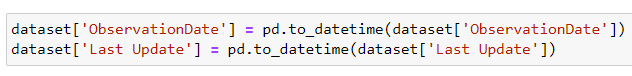 dataset['ObservationDate'] = pd.to_datetime(dataset['ObservationDate'])
dataset['Last Update'] = pd.to_datetime(dataset['Last Update'])